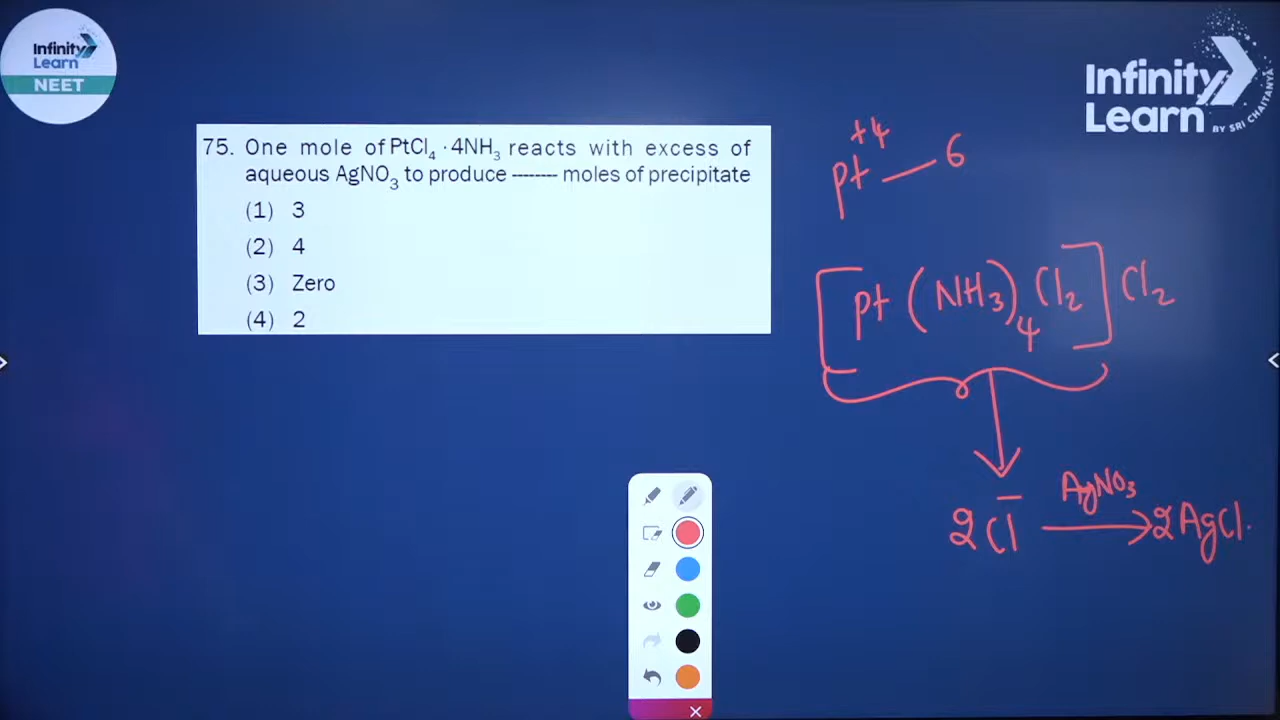 Infinity
Learn
NEET
Infinity
Learn
BY SRI CHAITANYA
75. One mole of PtCl₄ · 4NH₃ reacts with excess of
aqueous AgNO₃ to produce -------- moles of precipitate
(1) 3
(2) 4
(3) Zero
(4) 2
+4
Pt — 6
[Pt (NH₃)₄ Cl₂] Cl₂
AgNO₃
2Cl⁻ → 2AgCl.